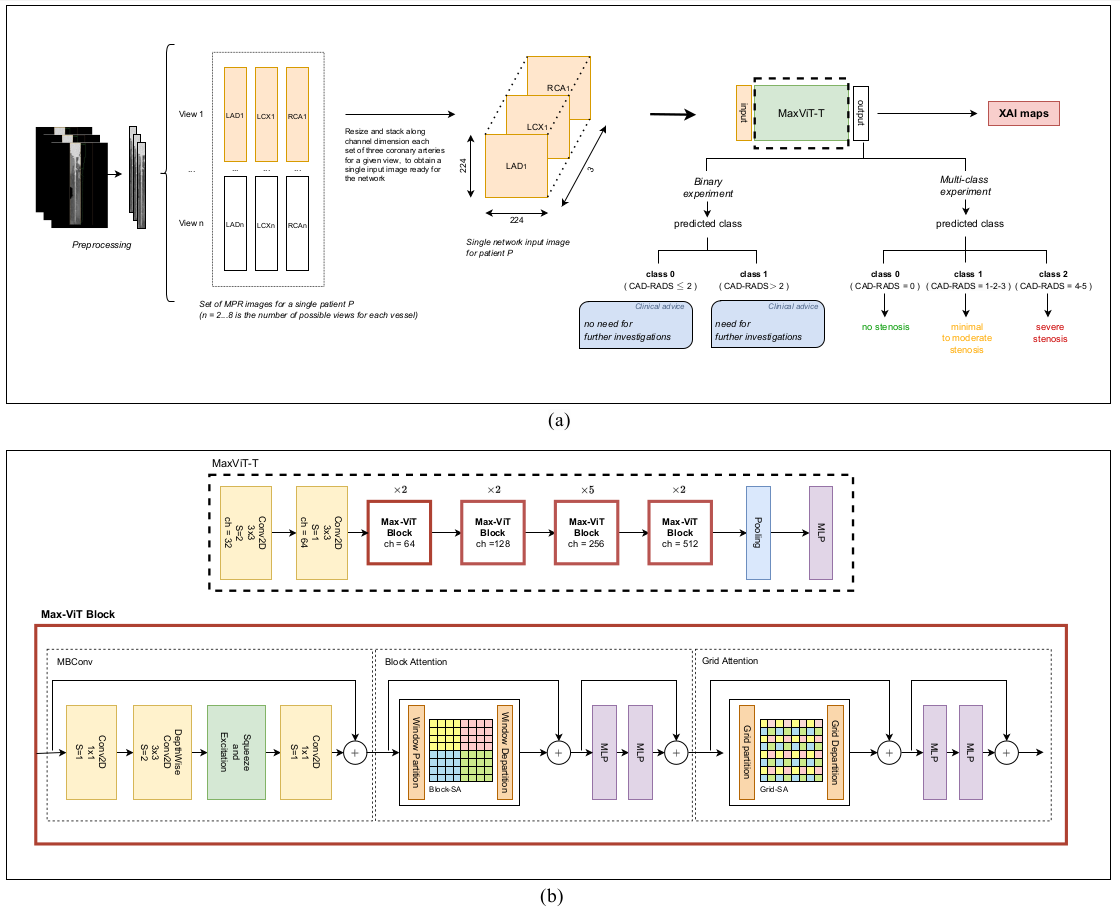 Preprocessing
View 1
...
View n
LAD1
LCX1
RCA1
...
...
...
LADn
LCXn
RCAn
Set of MPR images for a single patient P
(n = 2...8 is the number of possible views for each vessel)
Resize and stack along
channel dimension each
set of three coronary arteries
for a given view, to obtain a
single input image ready for
the network
RCA1
LCX1
LAD1
224
224
3
Single network input image
for patient P
input
MaxViT-T
output
XAI maps
Binary
experiment
predicted class
class 0
( CAD-RADS ≤ 2 )
class 1
( CAD-RADS > 2 )
Clinical advice
no need for
further investigations
Clinical advice
need for
further investigations
Multi-class
experiment
predicted class
class 0
( CAD-RADS = 0 )
class 1
( CAD-RADS = 1-2-3 )
class 2
( CAD-RADS = 4-5 )
no stenosis
minimal
to moderate
stenosis
severe
stenosis
(a)
MaxViT-T
Conv2D
3x3
S=2
ch = 32
Conv2D
3x3
S=1
ch = 64
×2
Max-ViT
Block
ch = 64
×2
Max-ViT
Block
ch =128
×5
Max-ViT
Block
ch = 256
×2
Max-ViT
Block
ch = 512
Pooling
MLP
Max-ViT Block
MBConv
Conv2D
1x1
S=1
DepthWise
Conv2D
3x3
S=2
Squeeze
and
Excitation
Conv2D
1x1
S=1
+
Block Attention
Window Partition
Block-SA
Window Departition
+
MLP
MLP
+
Grid Attention
Grid partition
Grid-SA
Grid Departition
+
MLP
MLP
+
(b)